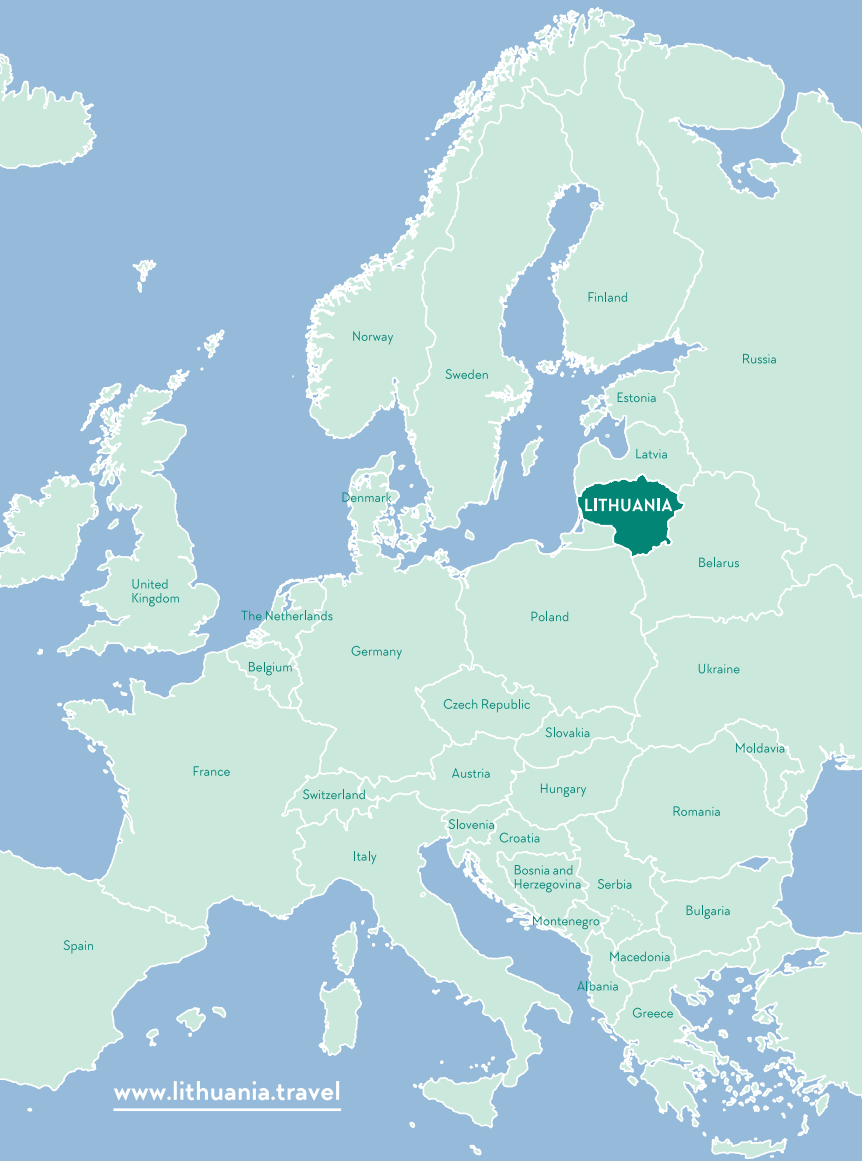 Finland
Norway
Russia
Sweden
Estonia
Latvia
Denmark
LITHUANIA
Belarus
United
Kingdom
The Netherlands
Poland
Germany
Belgium
Ukraine
Czech Republic
Slovakia
Moldavia
France
Austria
Switzerland
Hungary
Romania
Slovenia
Croatia
Italy
Bosnia and
Herzegovina
Serbia
Bulgaria
Montenegro
Spain
Macedonia
Albania
Greece
www.lithuania.travel